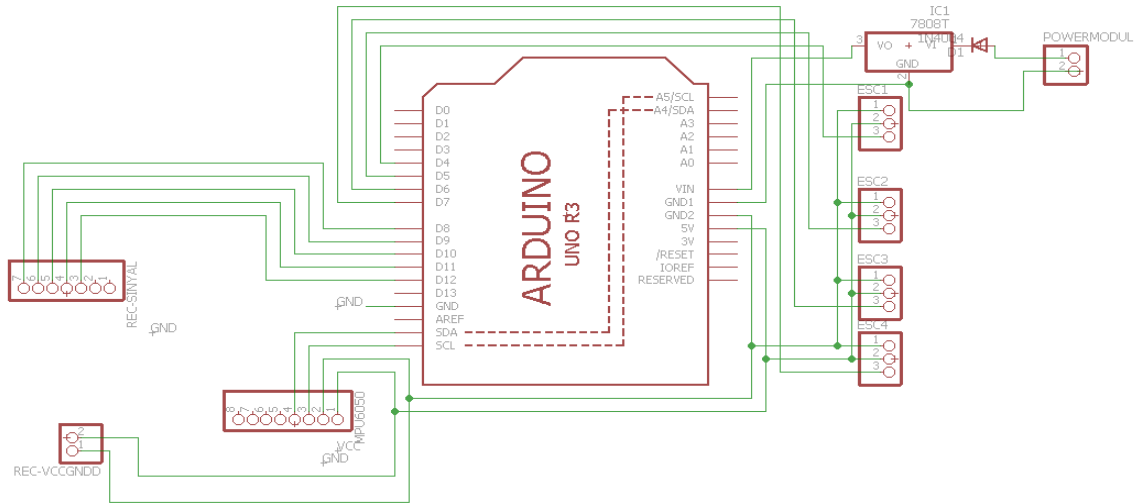 IC1
7808T
1N4004
D1
3
VO
VI
GND
2
POWERMODUL
1
2
ESC1
1
2
3
ESC2
1
2
3
ESC3
1
2
3
ESC4
1
2
3
ARDUINO
UNO R3
D0
D1
D2
D3
D4
D5
D6
D7
D8
D9
D10
D11
D12
D13
GND
AREF
SDA
SCL
A5/SCL
A4/SDA
A3
A2
A1
A0
VIN
GND1
GND2
5V
3V
/RESET
IOREF
RESERVED
GND
7 6 5 4 3 2 1
REC-SINYAL
GND
8 7 6 5 4 3 2 1
MPU6050
VCC
GND
2
1
REC-VCCGNDD